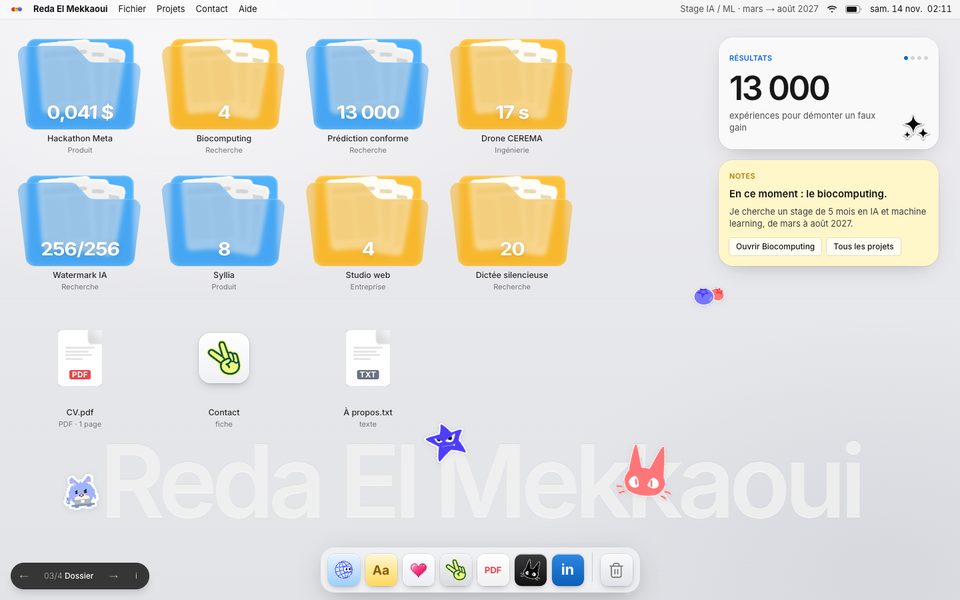 Reda El Mekkaoui Fichier Projets Contact Aide
Stage IA / ML · mars → août 2027 sam. 14 nov. 02:11
0,041 $
Hackathon Meta
Produit
4
Biocomputing
Recherche
13 000
Prédiction conforme
Recherche
17 s
Drone CEREMA
Ingénierie
256/256
Watermark IA
Recherche
8
Syllia
Produit
4
Studio web
Entreprise
20
Dictée silencieuse
Recherche
RÉSULTATS
13 000
expériences pour démonter un faux
gain
NOTES
En ce moment : le biocomputing.
Je cherche un stage de 5 mois en IA et machine
learning, de mars à août 2027.
Ouvrir Biocomputing Tous les projets
PDF
CV.pdf
PDF · 1 page
Contact
fiche
TXT
À propos.txt
texte
Reda El Mekkaoui
← 03/4 Dossier → i
Aa
PDF
in